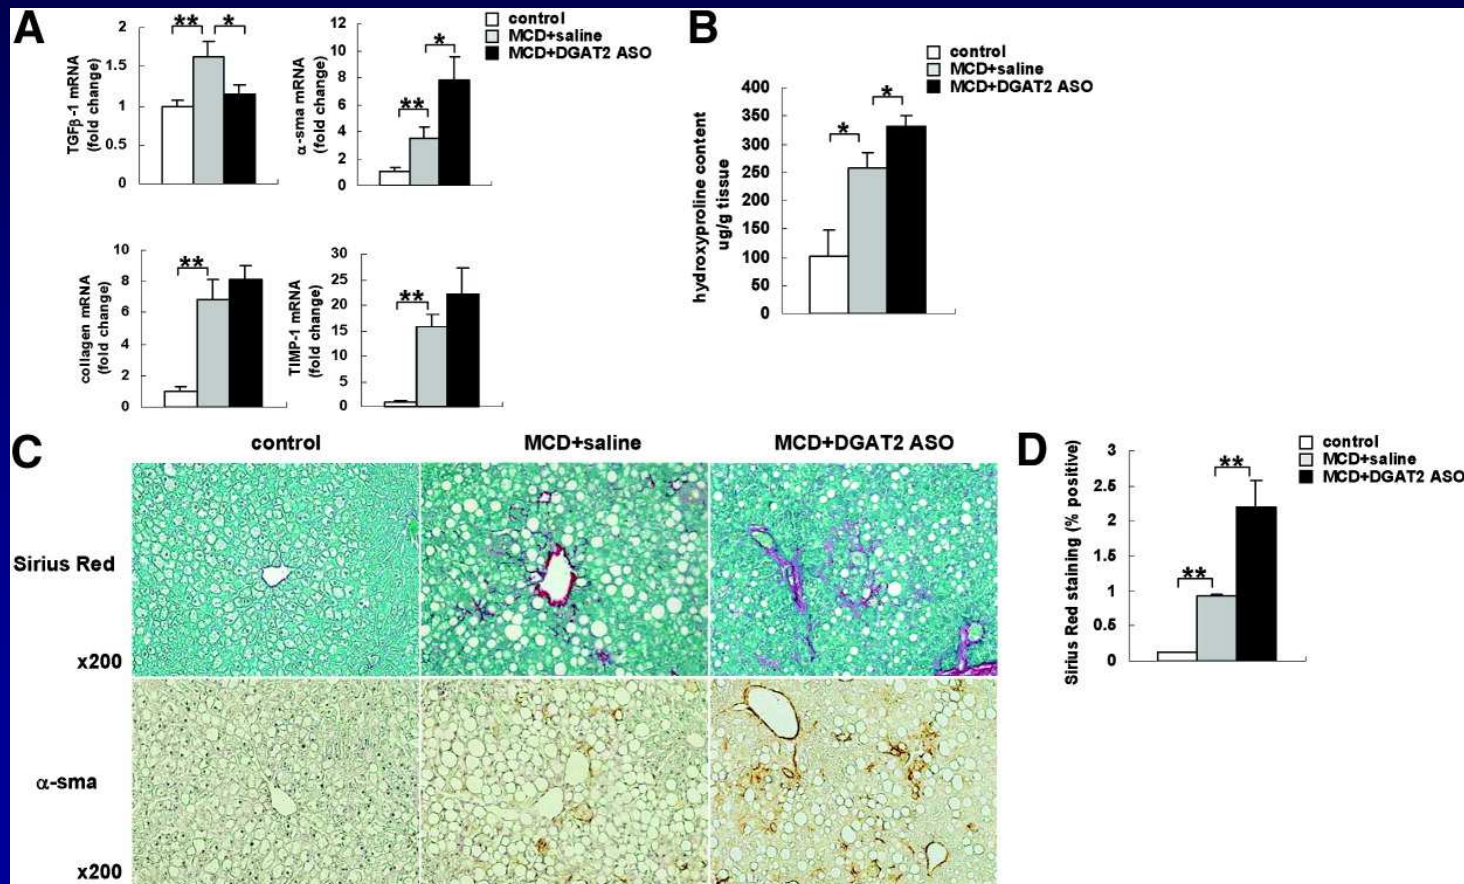 A
TGFβ-1 mRNA
(fold change)
2
1.5
1
0.5
0
**
*
α-sma mRNA
(fold change)
12
10
8
6
4
2
0
**
*
control
MCD+saline
MCD+DGAT2 ASO
collagen mRNA
(fold change)
10
8
6
4
2
0
**
TIMP-1 mRNA
(fold change)
30
25
20
15
10
5
0
**
B
control
MCD+saline
MCD+DGAT2 ASO
hydroxyproline content
ug/g tissue
400
350
300
250
200
150
100
50
0
*
*
C
control MCD+saline MCD+DGAT2 ASO
Sirius Red
x200
α-sma
x200
D
control
MCD+saline
MCD+DGAT2 ASO
Sirius Red staining (% positive)
3
2.5
2
1.5
1
0.5
0
**
**